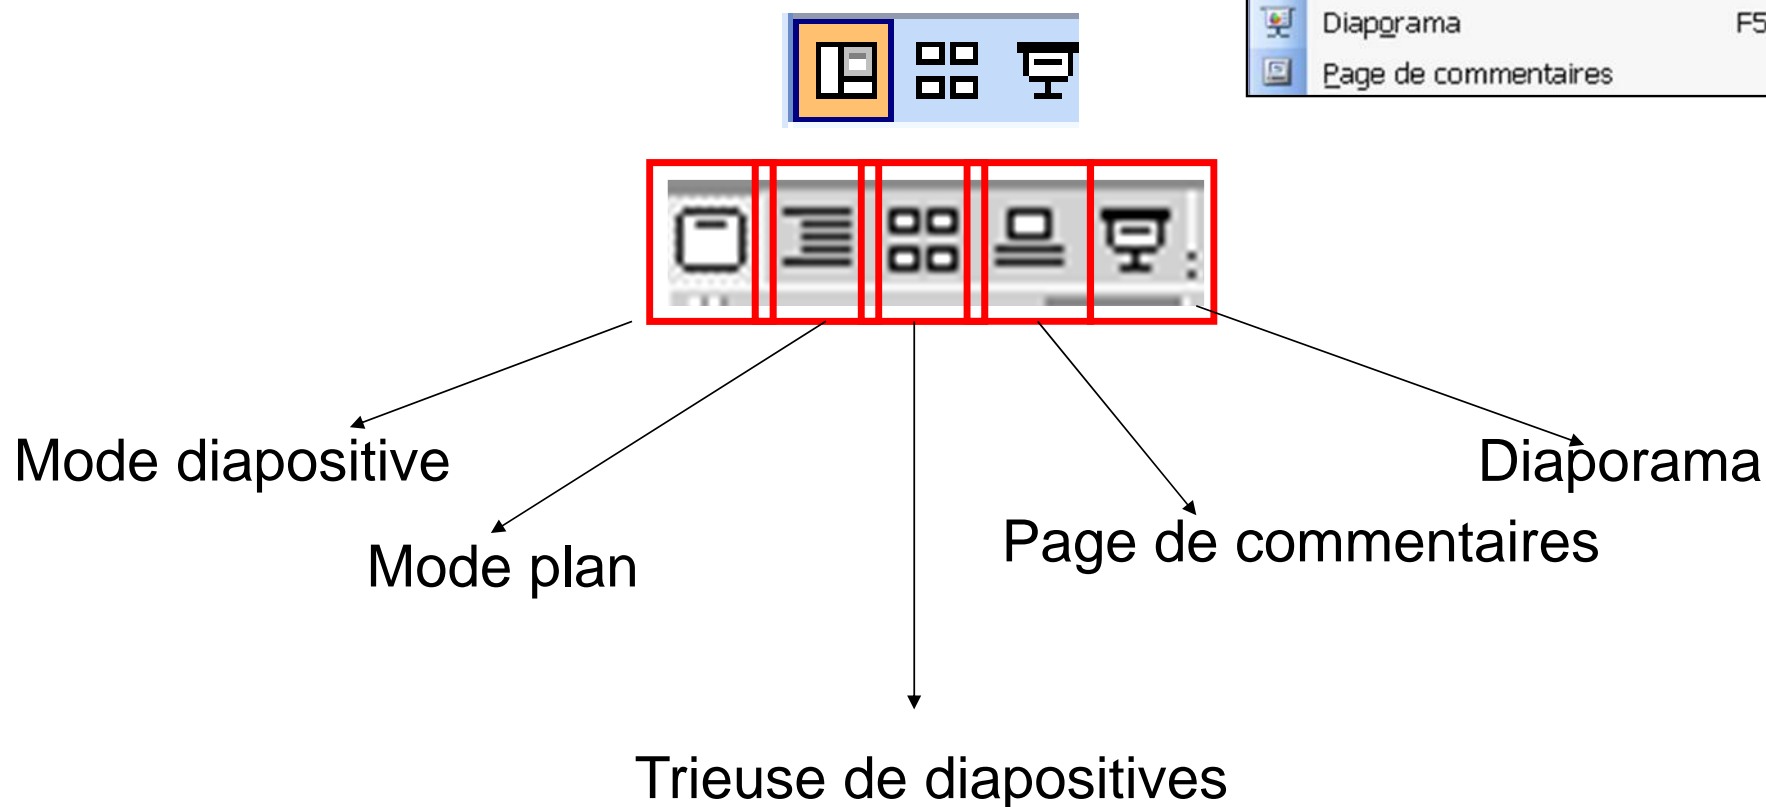 Diaporama F5
Page de commentaires
Mode diapositive
Diaporama
Page de commentaires
Mode plan
Trieuse de diapositives